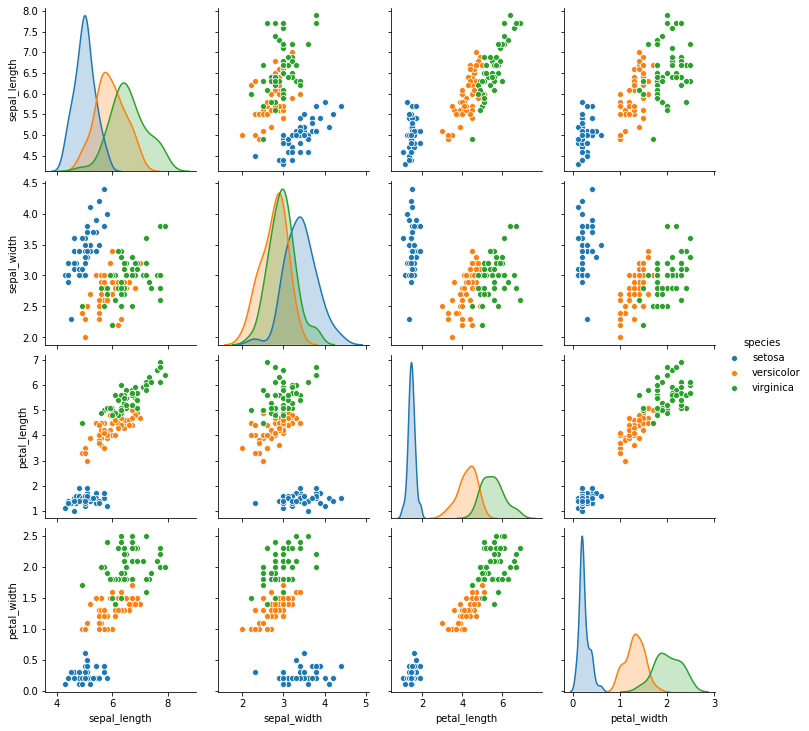 8.0
7.5
7.0
6.5
6.0
5.5
5.0
4.5
sepal_length
4.5
4.0
3.5
3.0
2.5
2.0
sepal_width
7
6
5
4
3
2
1
petal_length
2.5
2.0
1.5
1.0
0.5
0.0
petal_width
4 6 8
sepal_length
2 3 4 5
sepal_width
2 4 6
petal_length
0 1 2 3
petal_width
species
setosa
versicolor
virginica